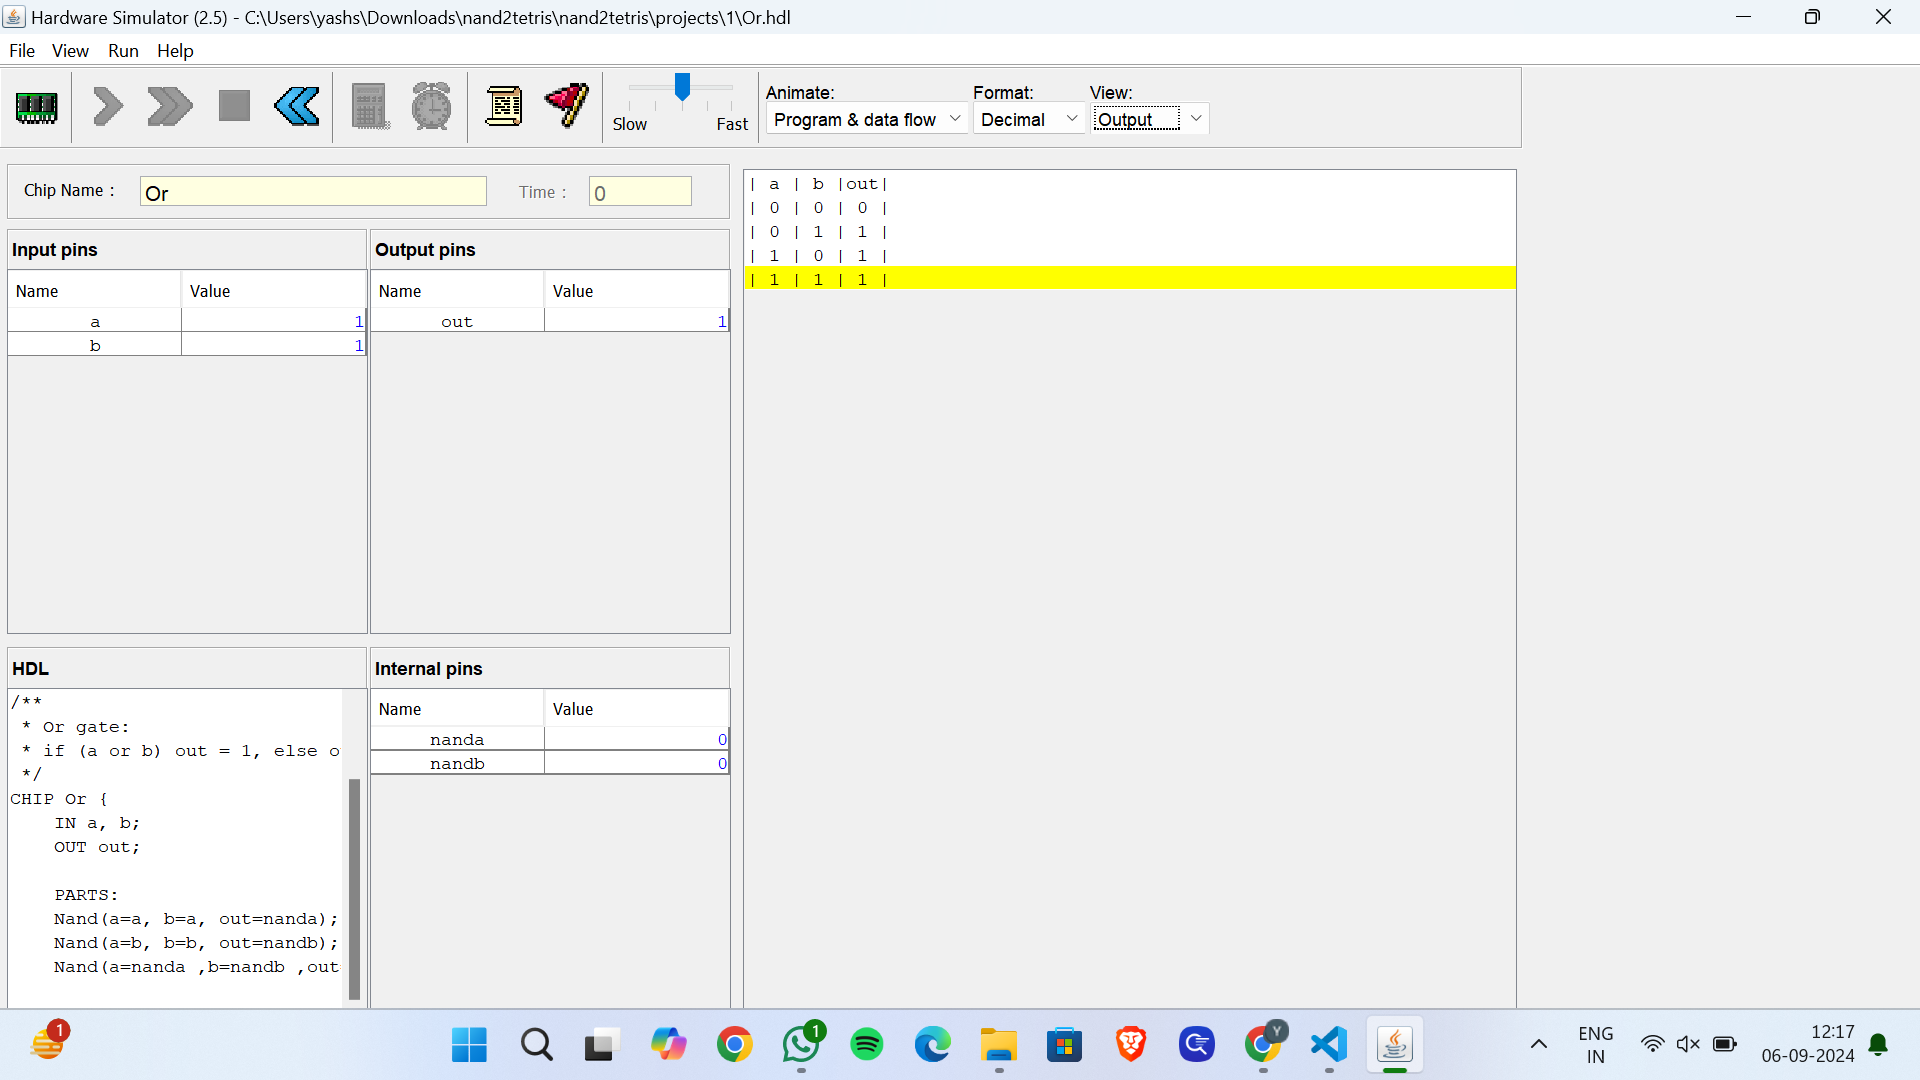 Hardware Simulator (2.5) - C:\Users\yashs\Downloads\nand2tetris\nand2tetris\projects\1\Or.hdl
File View Run Help
Slow Fast
Animate: Format: View:
Program & data flow Decimal Output
Chip Name : Or Time : 0
Input pins
Name Value
a 1
b 1
Output pins
Name Value
out 1
| a | b |out|
| 0 | 0 | 0 |
| 0 | 1 | 1 |
| 1 | 0 | 1 |
| 1 | 1 | 1 |
HDL
/**
* Or gate:
* if (a or b) out = 1, else o
*/
CHIP Or {
IN a, b;
OUT out;
PARTS:
Nand(a=a, b=a, out=nanda);
Nand(a=b, b=b, out=nandb);
Nand(a=nanda ,b=nandb ,out
Internal pins
Name Value
nanda 0
nandb 0
1
1
Y
ENG
IN
12:17
06-09-2024